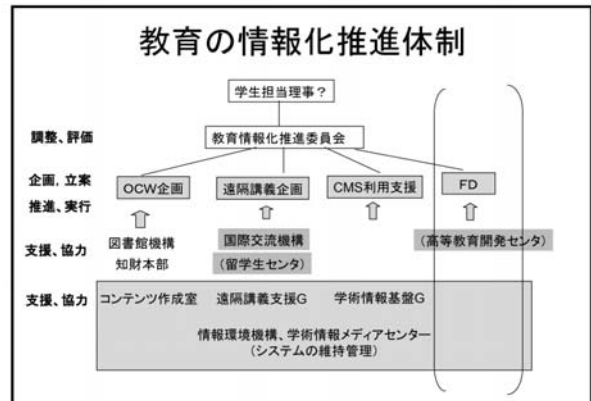 教育の情報化推進体制
学生担当理事?
調整、評価
教育情報化推進委員会
企画, 立案
推進、実行
OCW企画
遠隔講義企画
CMS利用支援
FD
支援、協力
図書館機構
知財本部
国際交流機構
(留学生センタ)
(高等教育開発センタ)
支援、協力
コンテンツ作成室
遠隔講義支援G
学術情報基盤G
情報環境機構、学術情報メディアセンター
(システムの維持管理)